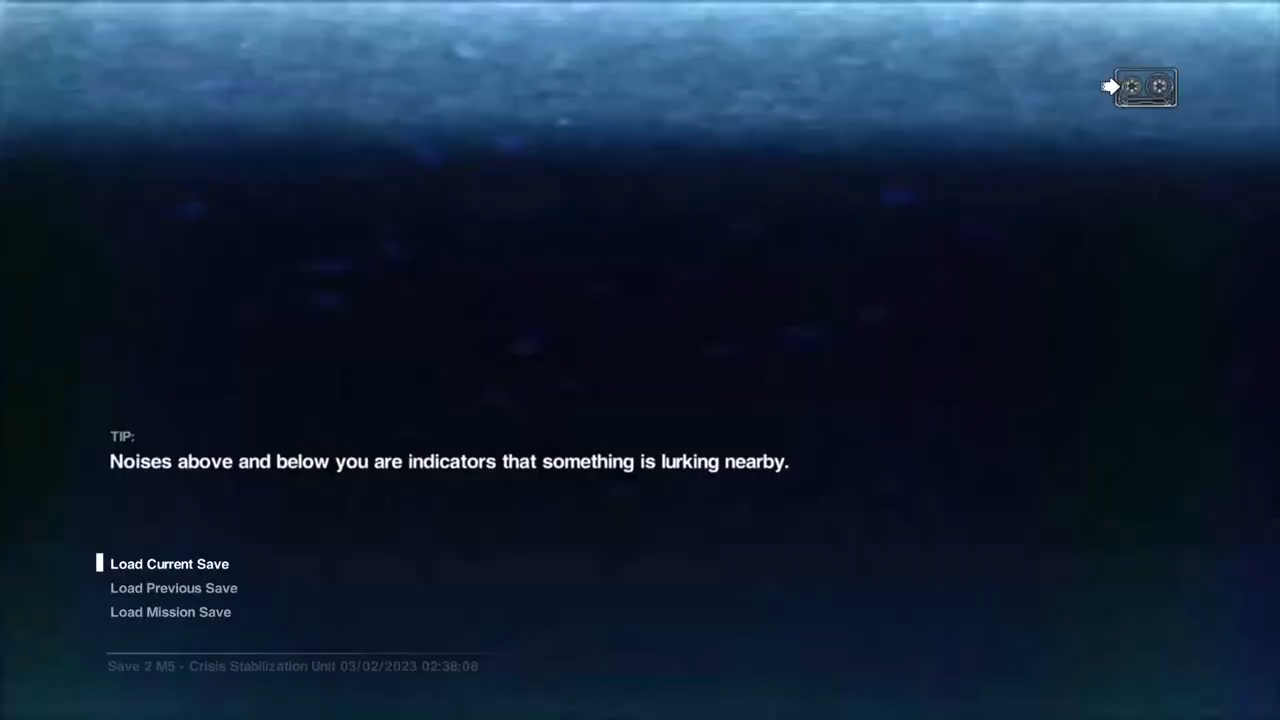 TIP:
Noises above and below you are indicators that something is lurking nearby.
Load Current Save
Load Previous Save
Load Mission Save
Save 2 M5 - Crisis Stabilization Unit 03/02/2023 02:38:08